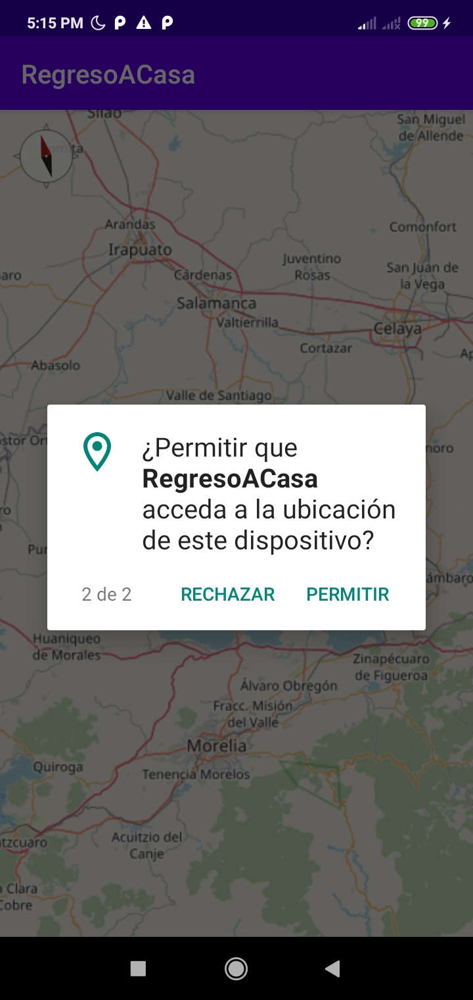 5:15 PM
99
RegresoACasa
Silao
San Miguel
de Allende
Arandas
Comonfort
Irapuato
Juventino
Rosas
San Juan de
la Vega
aro
Cárdenas
Salamanca
Valtierrilla
Celaya
Cortazar
Ap
Abasolo
Valle de Santiago
stor Ort
noro
¿Permitir que
RegresoACasa
acceda a la ubicación
de este dispositivo?
ro
Pur
ámbaro
2 de 2
RECHAZAR
PERMITIR
Huaniqueo
de Morales
Zinapécuaro
de Figueroa
Álvaro Obregón
Fracc. Misión
del Valle
Morelia
Quiroga
Tenencia Morelos
Acuitzio del
Canje
tzcuaro
a Clara
Cobre